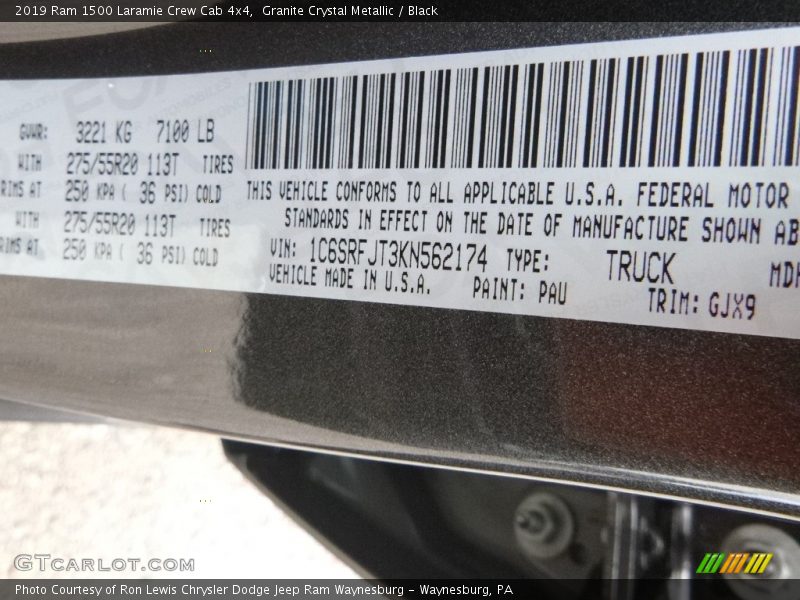 2019 Ram 1500 Laramie Crew Cab 4x4, Granite Crystal Metallic / Black
GVWR: 3221 KG 7100 LB
WITH 275/55R20 113T TIRES
RIMS AT 250 KPA ( 36 PSI) COLD
WITH 275/55R20 113T TIRES
RIMS AT 250 KPA ( 36 PSI) COLD
THIS VEHICLE CONFORMS TO ALL APPLICABLE U.S.A. FEDERAL MOTOR
STANDARDS IN EFFECT ON THE DATE OF MANUFACTURE SHOWN AB
VIN: 1C6SRFJT3KN562174 TYPE: TRUCK MDH
VEHICLE MADE IN U.S.A. PAINT: PAU TRIM: GJX9
GTCARLOT.COM
Photo Courtesy of Ron Lewis Chrysler Dodge Jeep Ram Waynesburg - Waynesburg, PA